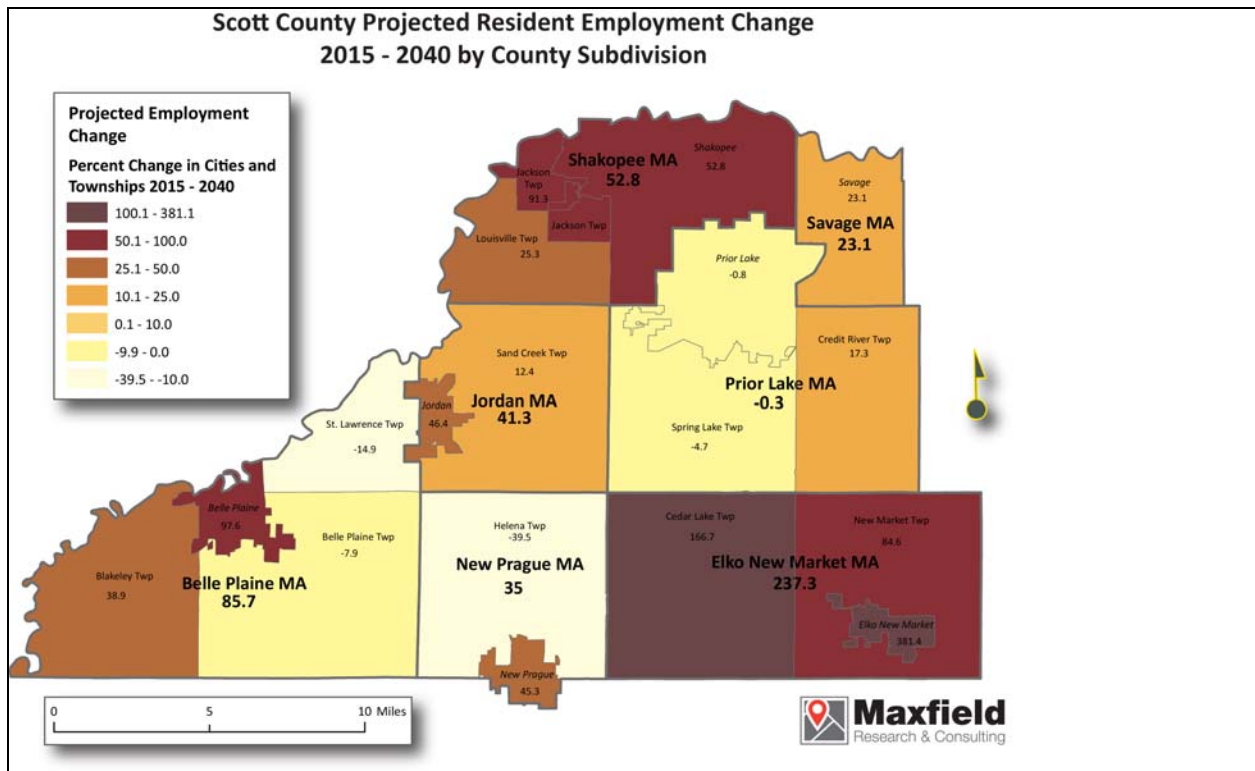 Scott County Projected Resident Employment Change
2015 - 2040 by County Subdivision
Projected Employment
Change
Percent Change in Cities and
Townships 2015 - 2040
100.1 - 381.1
50.1 - 100.0
25.1 - 50.0
10.1 - 25.0
0.1 - 10.0
-9.9 - 0.0
-39.5 - -10.0
Shakopee
52.8
Shakopee MA
52.8
Jackson
Twp
91.3
Jackson Twp
Louisville Twp
25.3
Savage
23.1
Savage MA
23.1
Prior Lake
-0.8
Credit River Twp
17.3
Prior Lake MA
-0.3
Spring Lake Twp
-4.7
Sand Creek Twp
12.4
Jordan MA
41.3
Jordan
46.4
St. Lawrence Twp
-14.9
Belle Plaine
97.6
Belle Plaine Twp
-7.9
Blakeley Twp
38.9
Belle Plaine MA
85.7
Helena Twp
-39.5
New Prague MA
35
New Prague
45.3
Cedar Lake Twp
166.7
New Market Twp
84.6
Elko New Market MA
237.3
Elko New Market
381.4
0 5 10 Miles
Maxfield
Research & Consulting